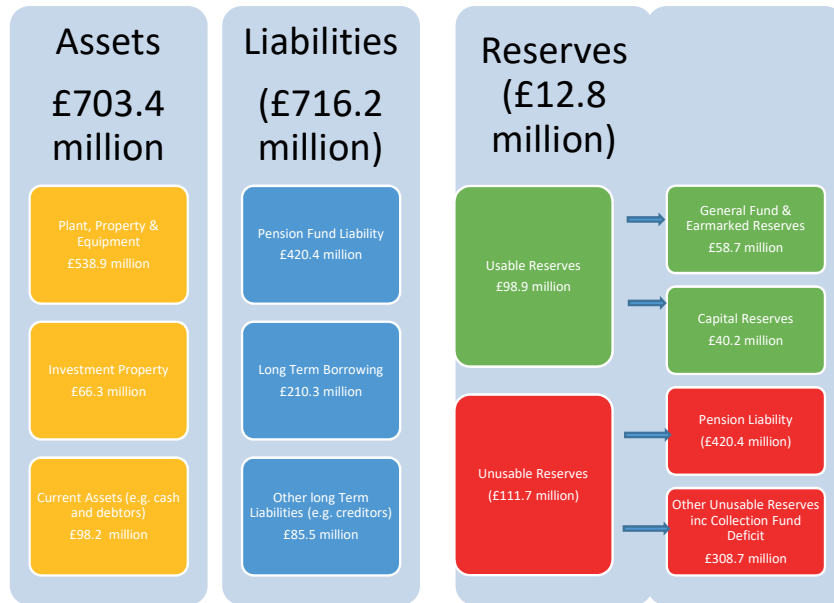 Assets
£703.4
million
Plant, Property &
Equipment
£538.9 million
Investment Property
£66.3 million
Current Assets (e.g. cash
and debtors)
£98.2 million
Liabilities
(£716.2
million)
Pension Fund Liability
£420.4 million
Long Term Borrowing
£210.3 million
Other long Term
Liabilities (e.g. creditors)
£85.5 million
Reserves
(£12.8
million)
Usable Reserves
£98.9 million
General Fund &
Earmarked Reserves
£58.7 million
Capital Reserves
£40.2 million
Unusable Reserves
(£111.7 million)
Pension Liability
(£420.4 million)
Other Unusable Reserves
inc Collection Fund
Deficit
£308.7 million